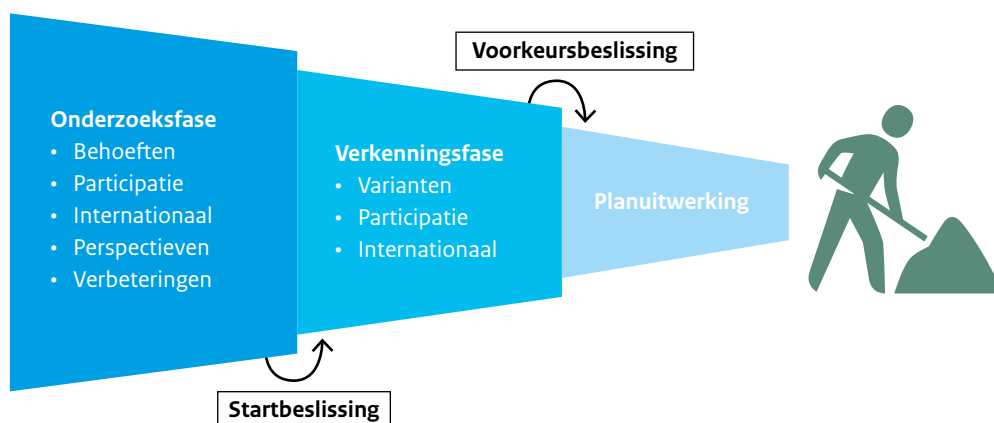 Voorkeursbeslissing
Onderzoeksfase
• Behoeften
• Participatie
• Internationaal
• Perspectieven
• Verbeteringen
Verkenningsfase
• Varianten
• Participatie
• Internationaal
Planuitwerking
Startbeslissing